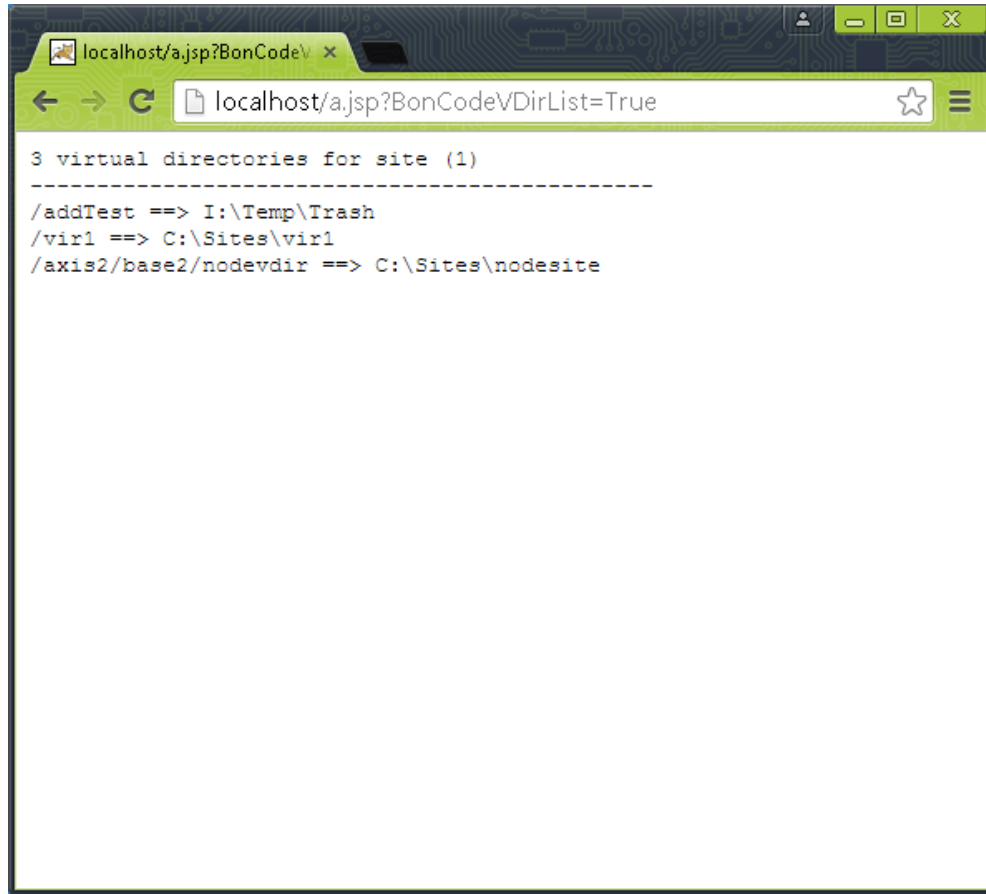 localhost/a.jsp?BonCodeV
localhost/a.jsp?BonCodeVDirList=True
3 virtual directories for site (1)
-----------------------------------------------
/addTest ==> I:\Temp\Trash
/vir1 ==> C:\Sites\vir1
/axis2/base2/nodevdir ==> C:\Sites\nodesite